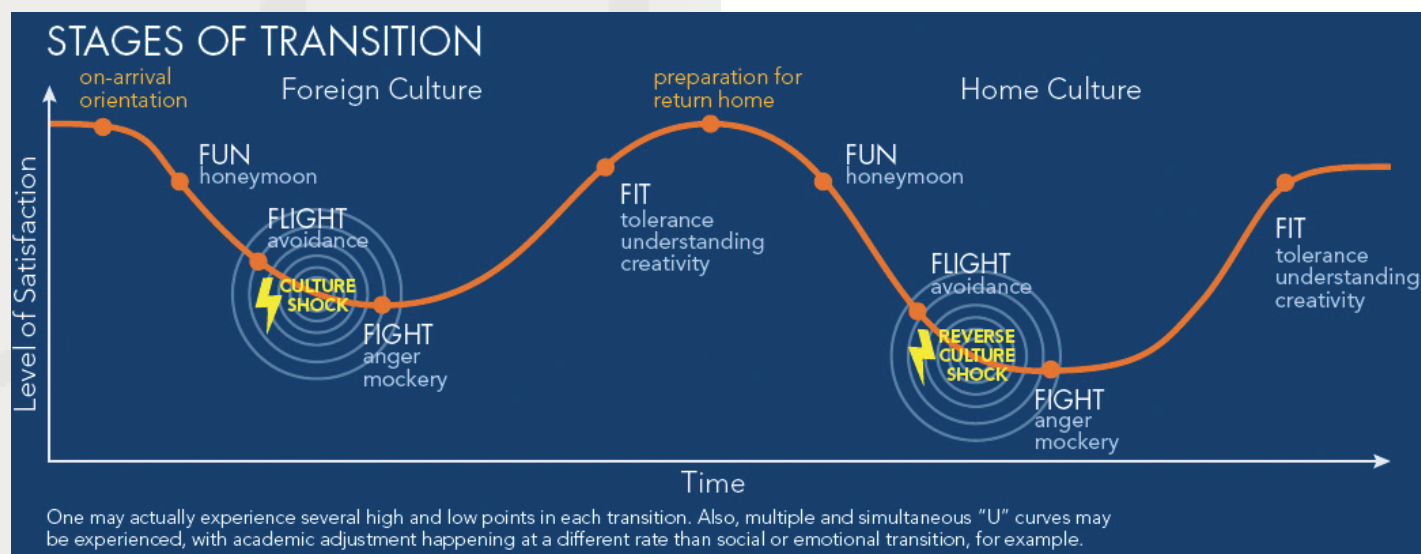 STAGES OF TRANSITION
on-arrival
orientation
Foreign Culture
preparation for
return home
Home Culture
Level of Satisfaction
FUN
honeymoon
FLIGHT
avoidance
CULTURE
SHOCK
FIGHT
anger
mockery
FIT
tolerance
understanding
creativity
FUN
honeymoon
FLIGHT
avoidance
REVERSE
CULTURE
SHOCK
FIGHT
anger
mockery
FIT
tolerance
understanding
creativity
Time
One may actually experience several high and low points in each transition. Also, multiple and simultaneous "U" curves may
be experienced, with academic adjustment happening at a different rate than social or emotional transition, for example.